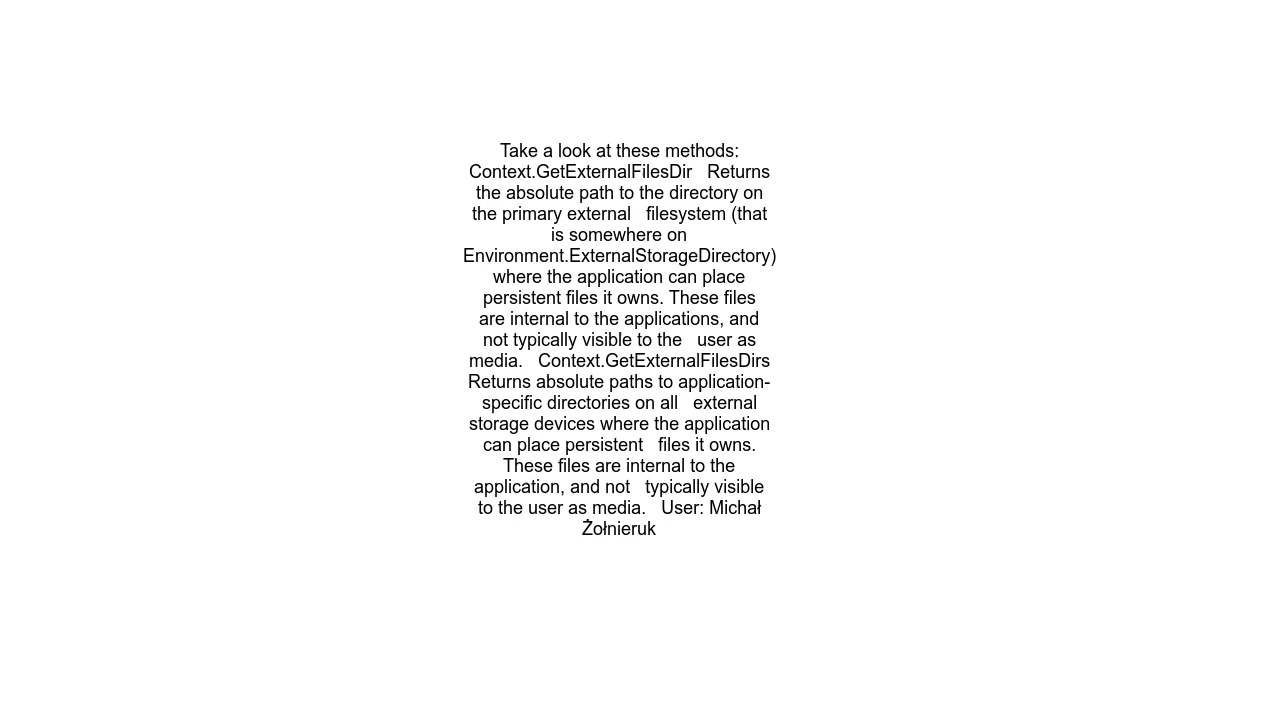 Take a look at these methods:
Context.GetExternalFilesDir   Returns
the absolute path to the directory on
the primary external   filesystem (that
is somewhere on
Environment.ExternalStorageDirectory)
where the application can place
persistent files it owns. These files
are internal to the applications, and
not typically visible to the   user as
media.   Context.GetExternalFilesDirs
Returns absolute paths to application-
specific directories on all   external
storage devices where the application
can place persistent   files it owns.
These files are internal to the
application, and not   typically visible
to the user as media.   User: Michał
Żołnieruk